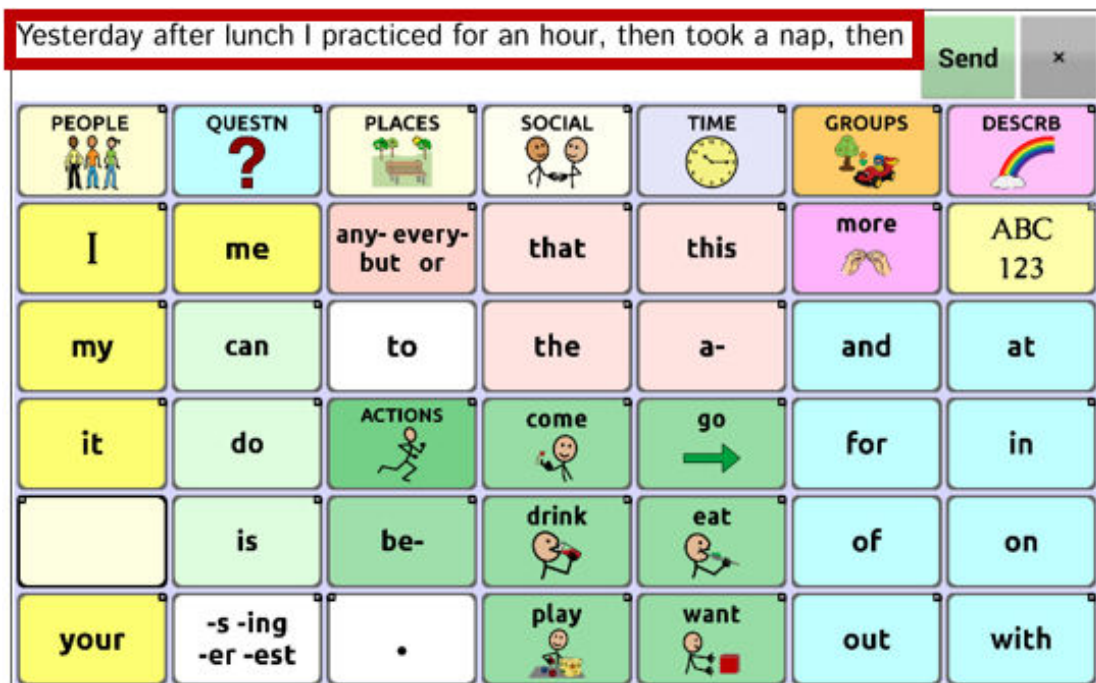 Yesterday after lunch I practiced for an hour, then took a nap, then
Send ×
PEOPLE QUESTN PLACES SOCIAL TIME GROUPS DESCRB
?
I me any- every- that this more ABC
but or 123
my can to the a- and at
it do ACTIONS come go for in
is be- drink eat of on
your -s -ing . play want out with
-er -est